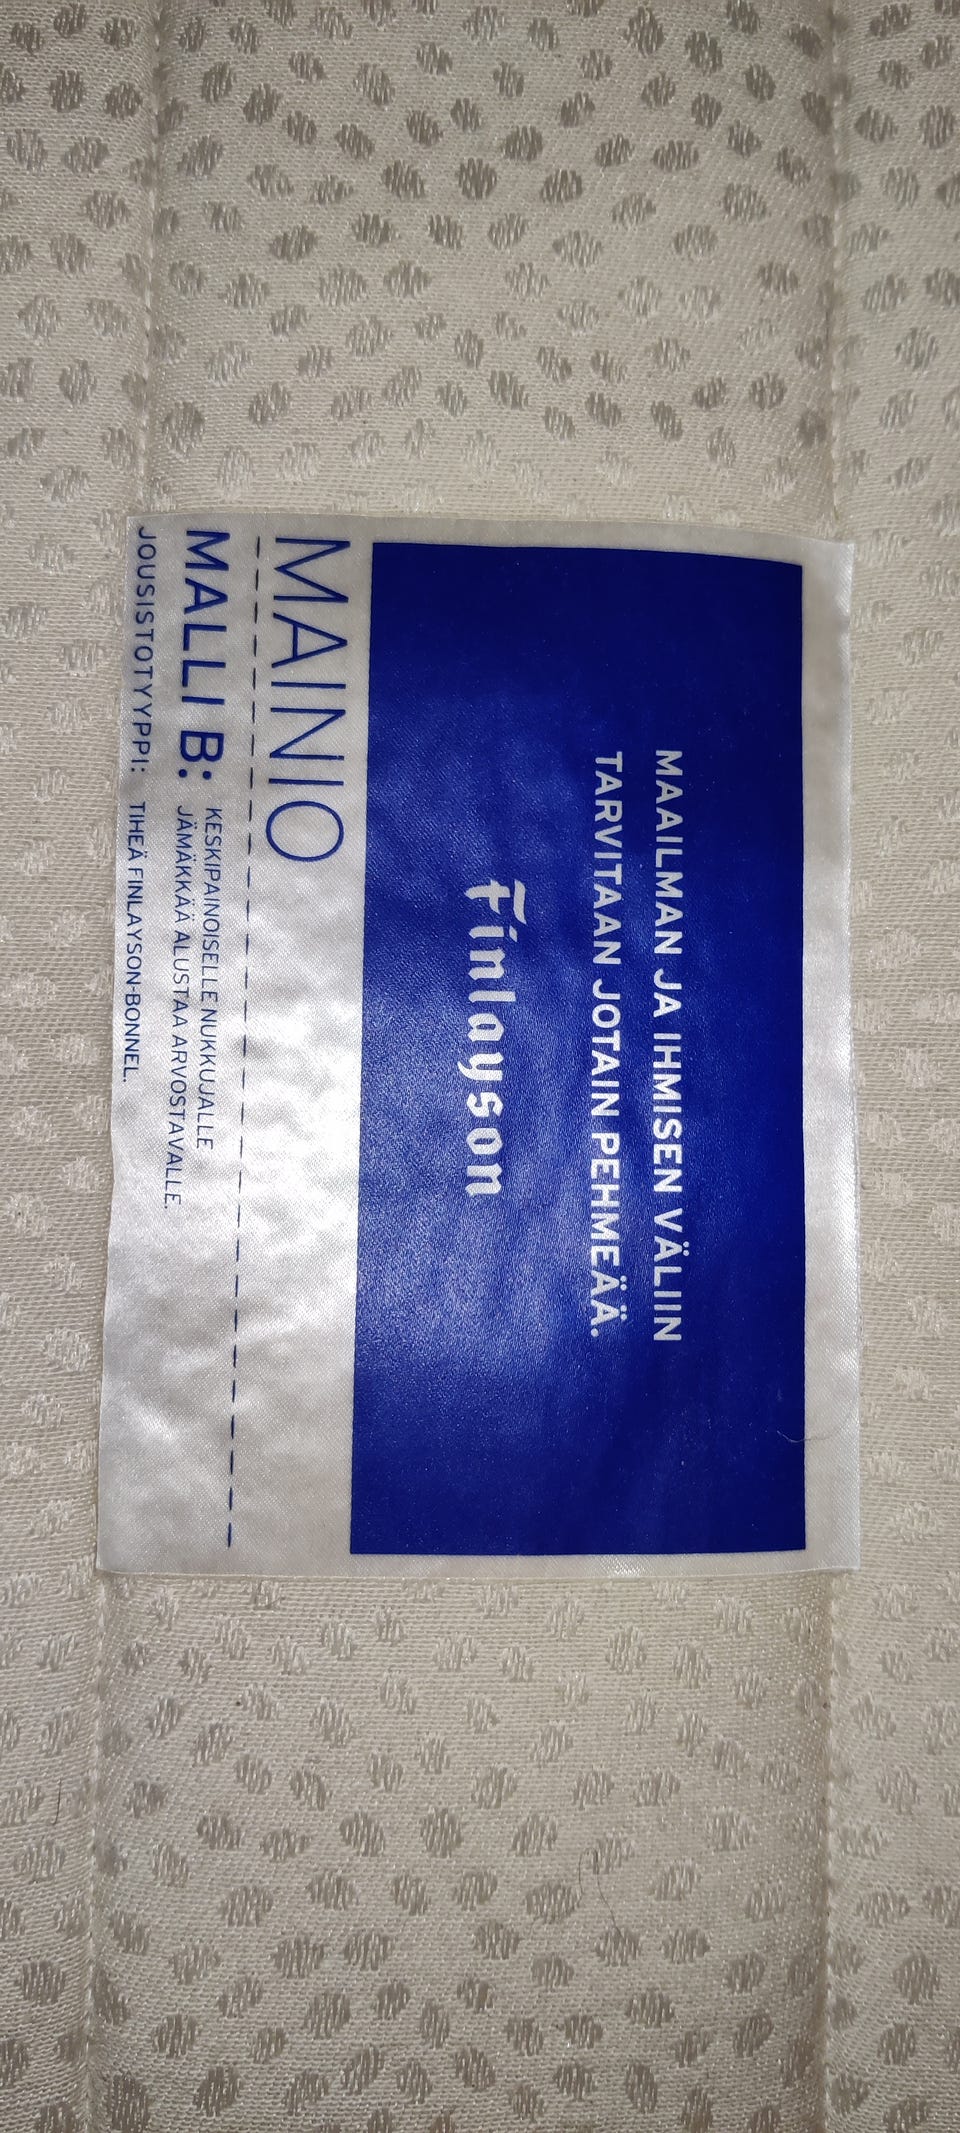 MAAILMAN JA IHMISEN VÄLIIN
TARVITAAN JOTAIN PEHMEÄÄ.
Finlayson
MAINIO
MALLI B: KESKIPAINOISELLE NUKKUJALLE
JÄMÄKKÄÄ ALUSTAA ARVOSTAVALLE.
JOUSISTOTYYPPI: TIHEÄ FINLAYSON-BONNEL.